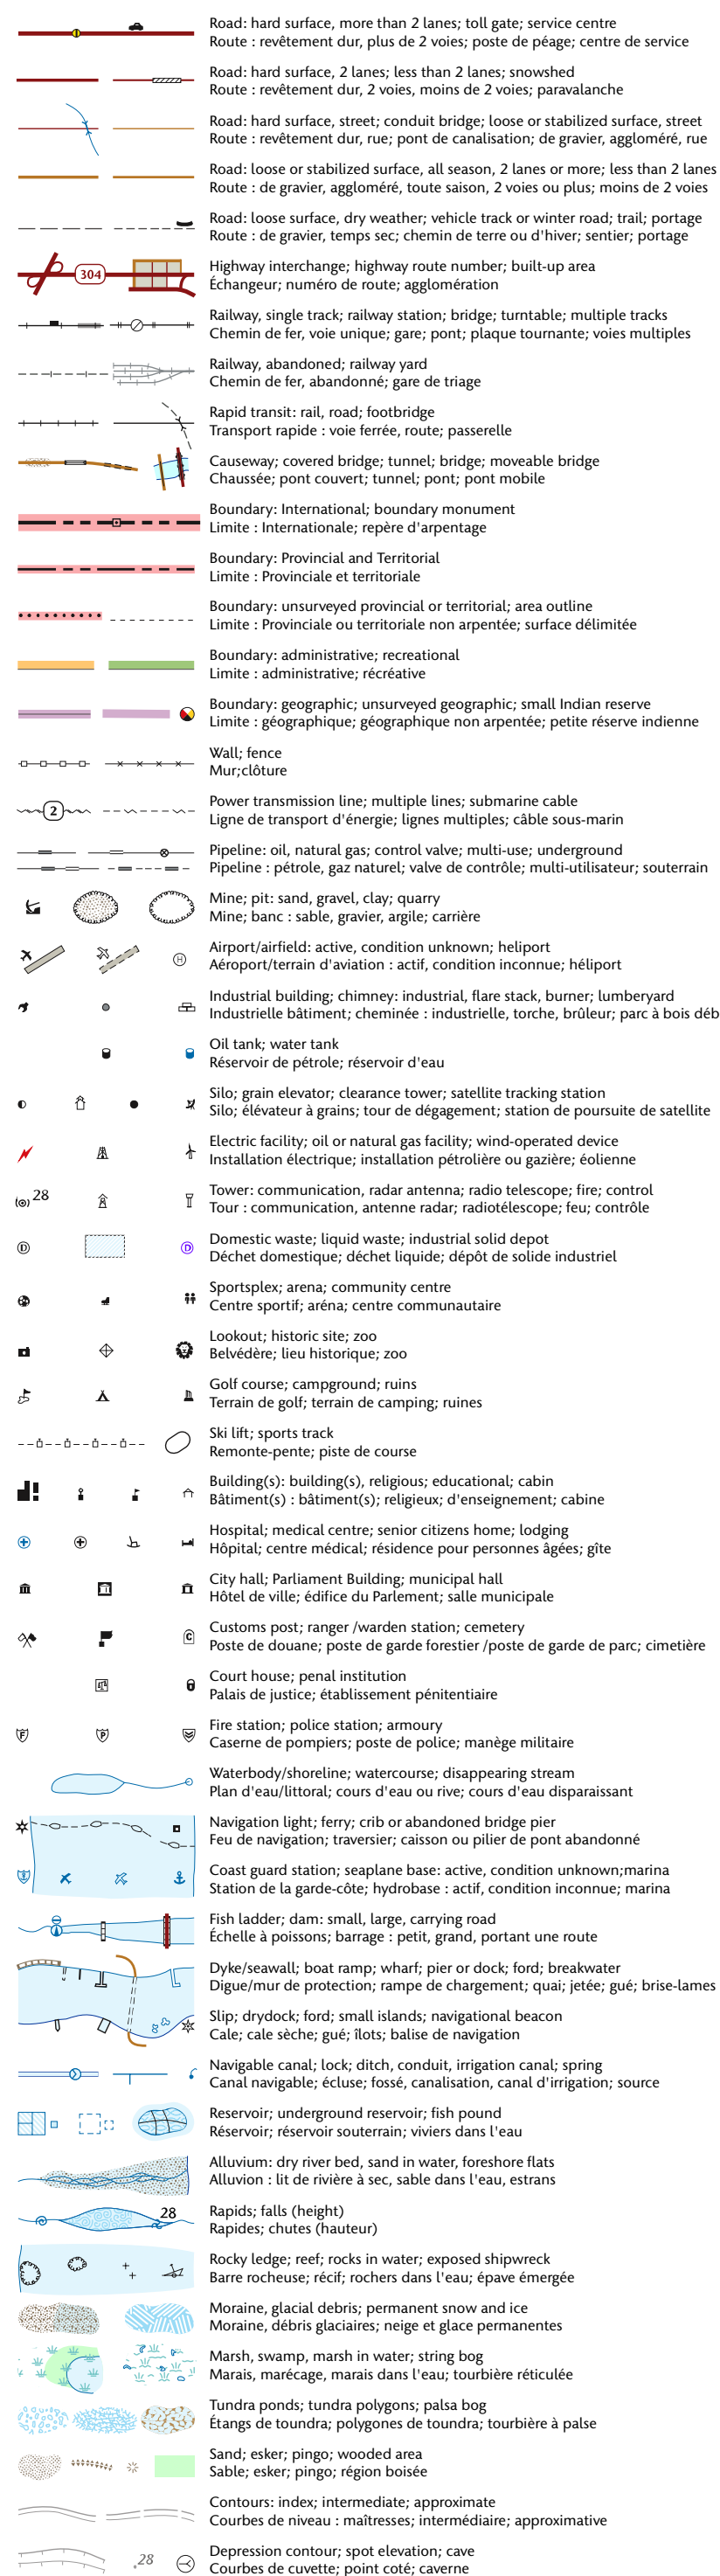 Road: hard surface, more than 2 lanes; toll gate; service centre
Route : revêtement dur, plus de 2 voies; poste de péage; centre de service
Road: hard surface, 2 lanes; less than 2 lanes; snowshed
Route : revêtement dur, 2 voies, moins de 2 voies; paravalanche
Road: hard surface, street; conduit bridge; loose or stabilized surface, street
Route : revêtement dur, rue; pont de canalisation; de gravier, aggloméré, rue
Road: loose or stabilized surface, all season, 2 lanes or more; less than 2 lanes
Route : de gravier, aggloméré, toute saison, 2 voies ou plus; moins de 2 voies
Road: loose surface, dry weather; vehicle track or winter road; trail; portage
Route : de gravier, temps sec; chemin de terre ou d'hiver; sentier; portage
304
Highway interchange; highway route number; built-up area
Échangeur; numéro de route; agglomération
Railway, single track; railway station; bridge; turntable; multiple tracks
Chemin de fer, voie unique; gare; pont; plaque tournante; voies multiples
Railway, abandoned; railway yard
Chemin de fer, abandonné; gare de triage
Rapid transit: rail, road; footbridge
Transport rapide : voie ferrée, route; passerelle
Causeway; covered bridge; tunnel; bridge; moveable bridge
Chaussée; pont couvert; tunnel; pont; pont mobile
Boundary: International; boundary monument
Limite : Internationale; repère d'arpentage
Boundary: Provincial and Territorial
Limite : Provinciale et territoriale
Boundary: unsurveyed provincial or territorial; area outline
Limite : Provinciale ou territoriale non arpentée; surface délimitée
Boundary: administrative; recreational
Limite : administrative; récréative
Boundary: geographic; unsurveyed geographic; small Indian reserve
Limite : géographique; géographique non arpentée; petite réserve indienne
Wall; fence
Mur;clôture
2
Power transmission line; multiple lines; submarine cable
Ligne de transport d'énergie; lignes multiples; câble sous-marin
Pipeline: oil, natural gas; control valve; multi-use; underground
Pipeline : pétrole, gaz naturel; valve de contrôle; multi-utilisateur; souterrain
Mine; pit: sand, gravel, clay; quarry
Mine; banc : sable, gravier, argile; carrière
H
Airport/airfield: active, condition unknown; heliport
Aéroport/terrain d'aviation : actif, condition inconnue; héliport
Industrial building; chimney: industrial, flare stack, burner; lumberyard
Industrielle bâtiment; cheminée : industrielle, torche, brûleur; parc à bois déb
Oil tank; water tank
Réservoir de pétrole; réservoir d'eau
Silo; grain elevator; clearance tower; satellite tracking station
Silo; élévateur à grains; tour de dégagement; station de poursuite de satellite
Electric facility; oil or natural gas facility; wind-operated device
Installation électrique; installation pétrolière ou gazière; éolienne
28
Tower: communication, radar antenna; radio telescope; fire; control
Tour : communication, antenne radar; radiotélescope; feu; contrôle
D D
Domestic waste; liquid waste; industrial solid depot
Déchet domestique; déchet liquide; dépôt de solide industriel
Sportsplex; arena; community centre
Centre sportif; aréna; centre communautaire
Lookout; historic site; zoo
Belvédère; lieu historique; zoo
Golf course; campground; ruins
Terrain de golf; terrain de camping; ruines
Ski lift; sports track
Remonte-pente; piste de course
Building(s): building(s), religious; educational; cabin
Bâtiment(s) : bâtiment(s); religieux; d'enseignement; cabine
Hospital; medical centre; senior citizens home; lodging
Hôpital; centre médical; résidence pour personnes âgées; gîte
City hall; Parliament Building; municipal hall
Hôtel de ville; édifice du Parlement; salle municipale
C
Customs post; ranger /warden station; cemetery
Poste de douane; poste de garde forestier /poste de garde de parc; cimetière
Court house; penal institution
Palais de justice; établissement pénitentiaire
F P
Fire station; police station; armoury
Caserne de pompiers; poste de police; manège militaire
Waterbody/shoreline; watercourse; disappearing stream
Plan d'eau/littoral; cours d'eau ou rive; cours d'eau disparaissant
Navigation light; ferry; crib or abandoned bridge pier
Feu de navigation; traversier; caisson ou pilier de pont abandonné
Coast guard station; seaplane base: active, condition unknown;marina
Station de la garde-côte; hydrobase : actif, condition inconnue; marina
Fish ladder; dam: small, large, carrying road
Échelle à poissons; barrage : petit, grand, portant une route
Dyke/seawall; boat ramp; wharf; pier or dock; ford; breakwater
Digue/mur de protection; rampe de chargement; quai; jetée; gué; brise-lames
Slip; drydock; ford; small islands; navigational beacon
Cale; cale sèche; gué; îlots; balise de navigation
Navigable canal; lock; ditch, conduit, irrigation canal; spring
Canal navigable; écluse; fossé, canalisation, canal d'irrigation; source
Reservoir; underground reservoir; fish pound
Réservoir; réservoir souterrain; viviers dans l'eau
Alluvium: dry river bed, sand in water, foreshore flats
Alluvion : lit de rivière à sec, sable dans l'eau, estrans
28
Rapids; falls (height)
Rapides; chutes (hauteur)
Rocky ledge; reef; rocks in water; exposed shipwreck
Barre rocheuse; récif; rochers dans l'eau; épave émergée
Moraine, glacial debris; permanent snow and ice
Moraine, débris glaciaires; neige et glace permanentes
Marsh, swamp, marsh in water; string bog
Marais, marécage, marais dans l'eau; tourbière réticulée
Tundra ponds; tundra polygons; palsa bog
Étangs de toundra; polygones de toundra; tourbière à palse
Sand; esker; pingo; wooded area
Sable; esker; pingo; région boisée
Contours: index; intermediate; approximate
Courbes de niveau : maîtresses; intermédiaire; approximative
28
Depression contour; spot elevation; cave
Courbes de cuvette; point coté; caverne